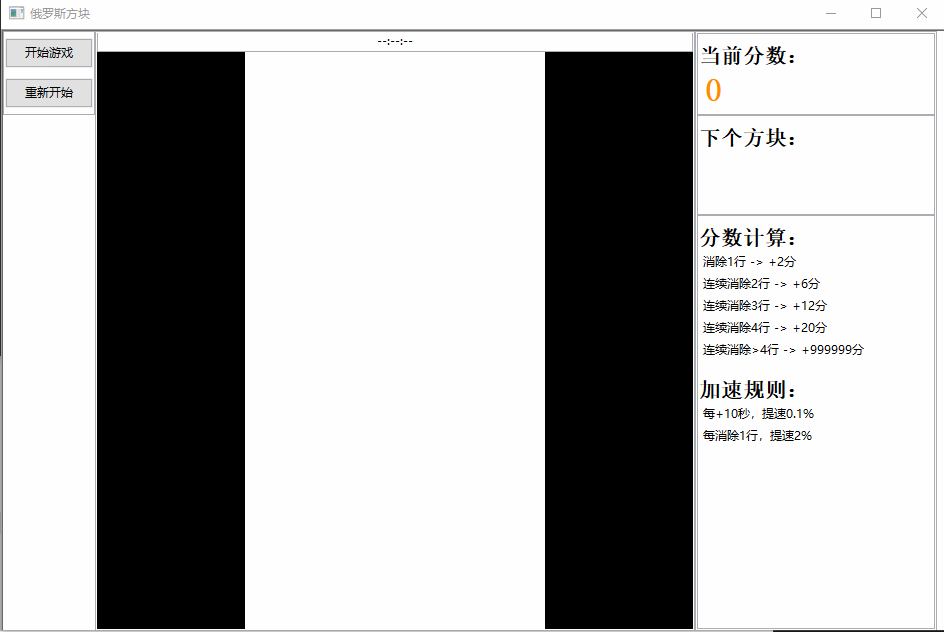 俄罗斯方块
开始游戏
重新开始
--:--:--
当前分数：
0
下个方块：
分数计算：
消除1行 -> +2分
连续消除2行 -> +6分
连续消除3行 -> +12分
连续消除4行 -> +20分
连续消除>4行 -> +999999分
加速规则：
每+10秒，提速0.1%
每消除1行，提速2%